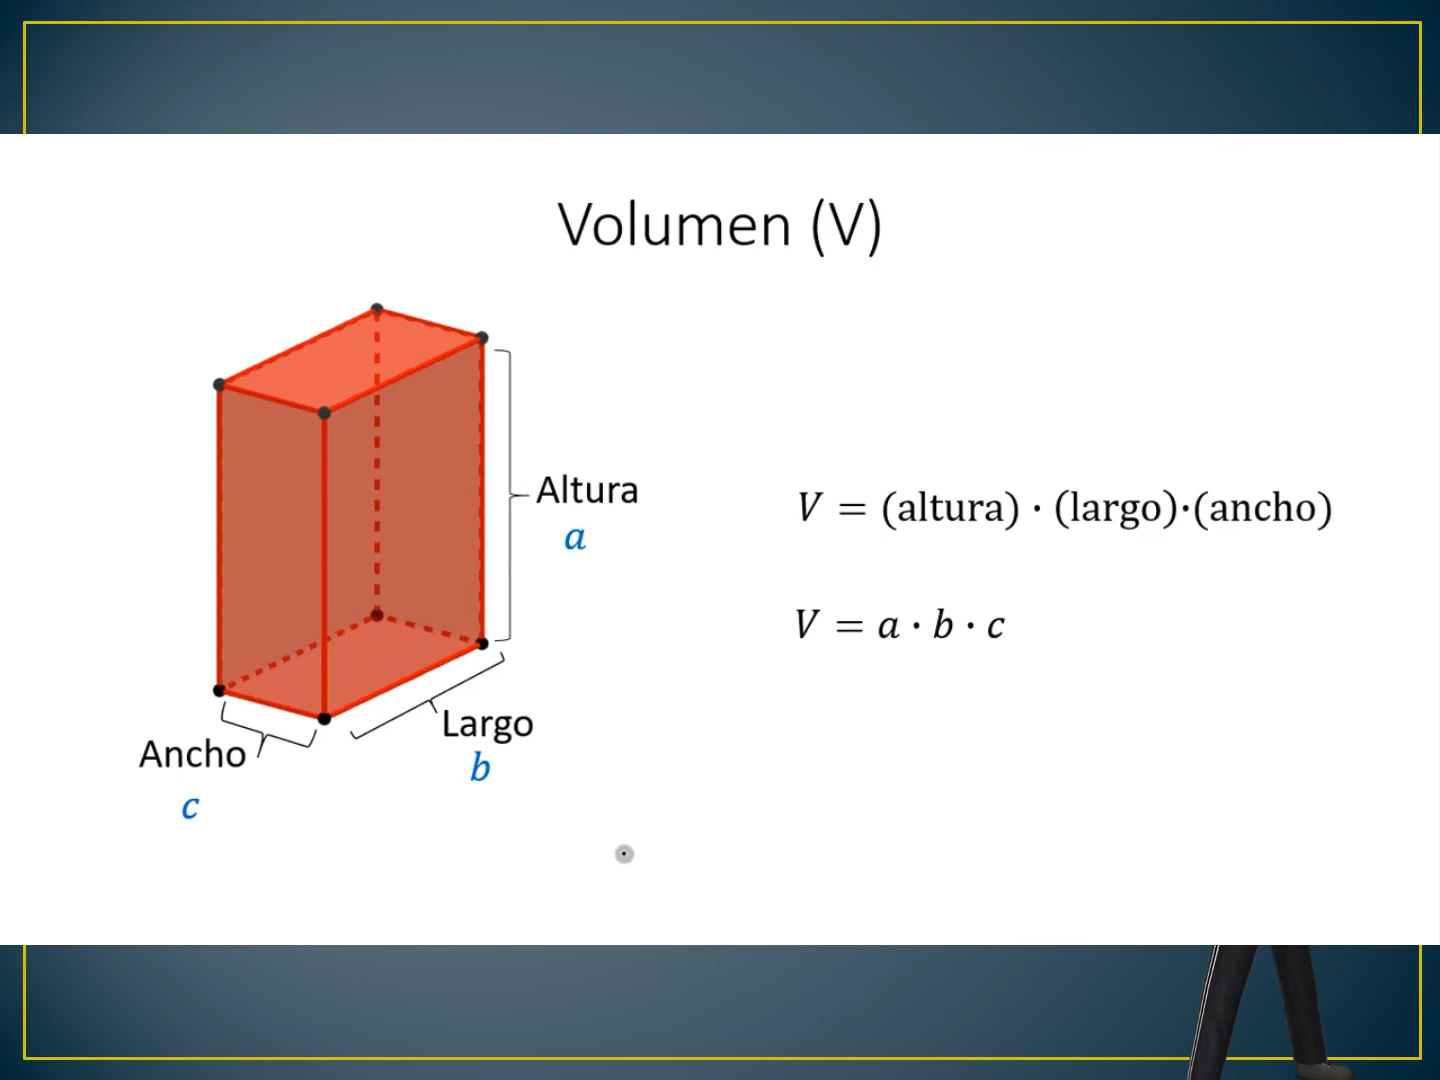 Volumen (V)
Altura
a
V = (altura) · (largo)·(ancho)
V = a · b · c
Largo
b
Ancho
c